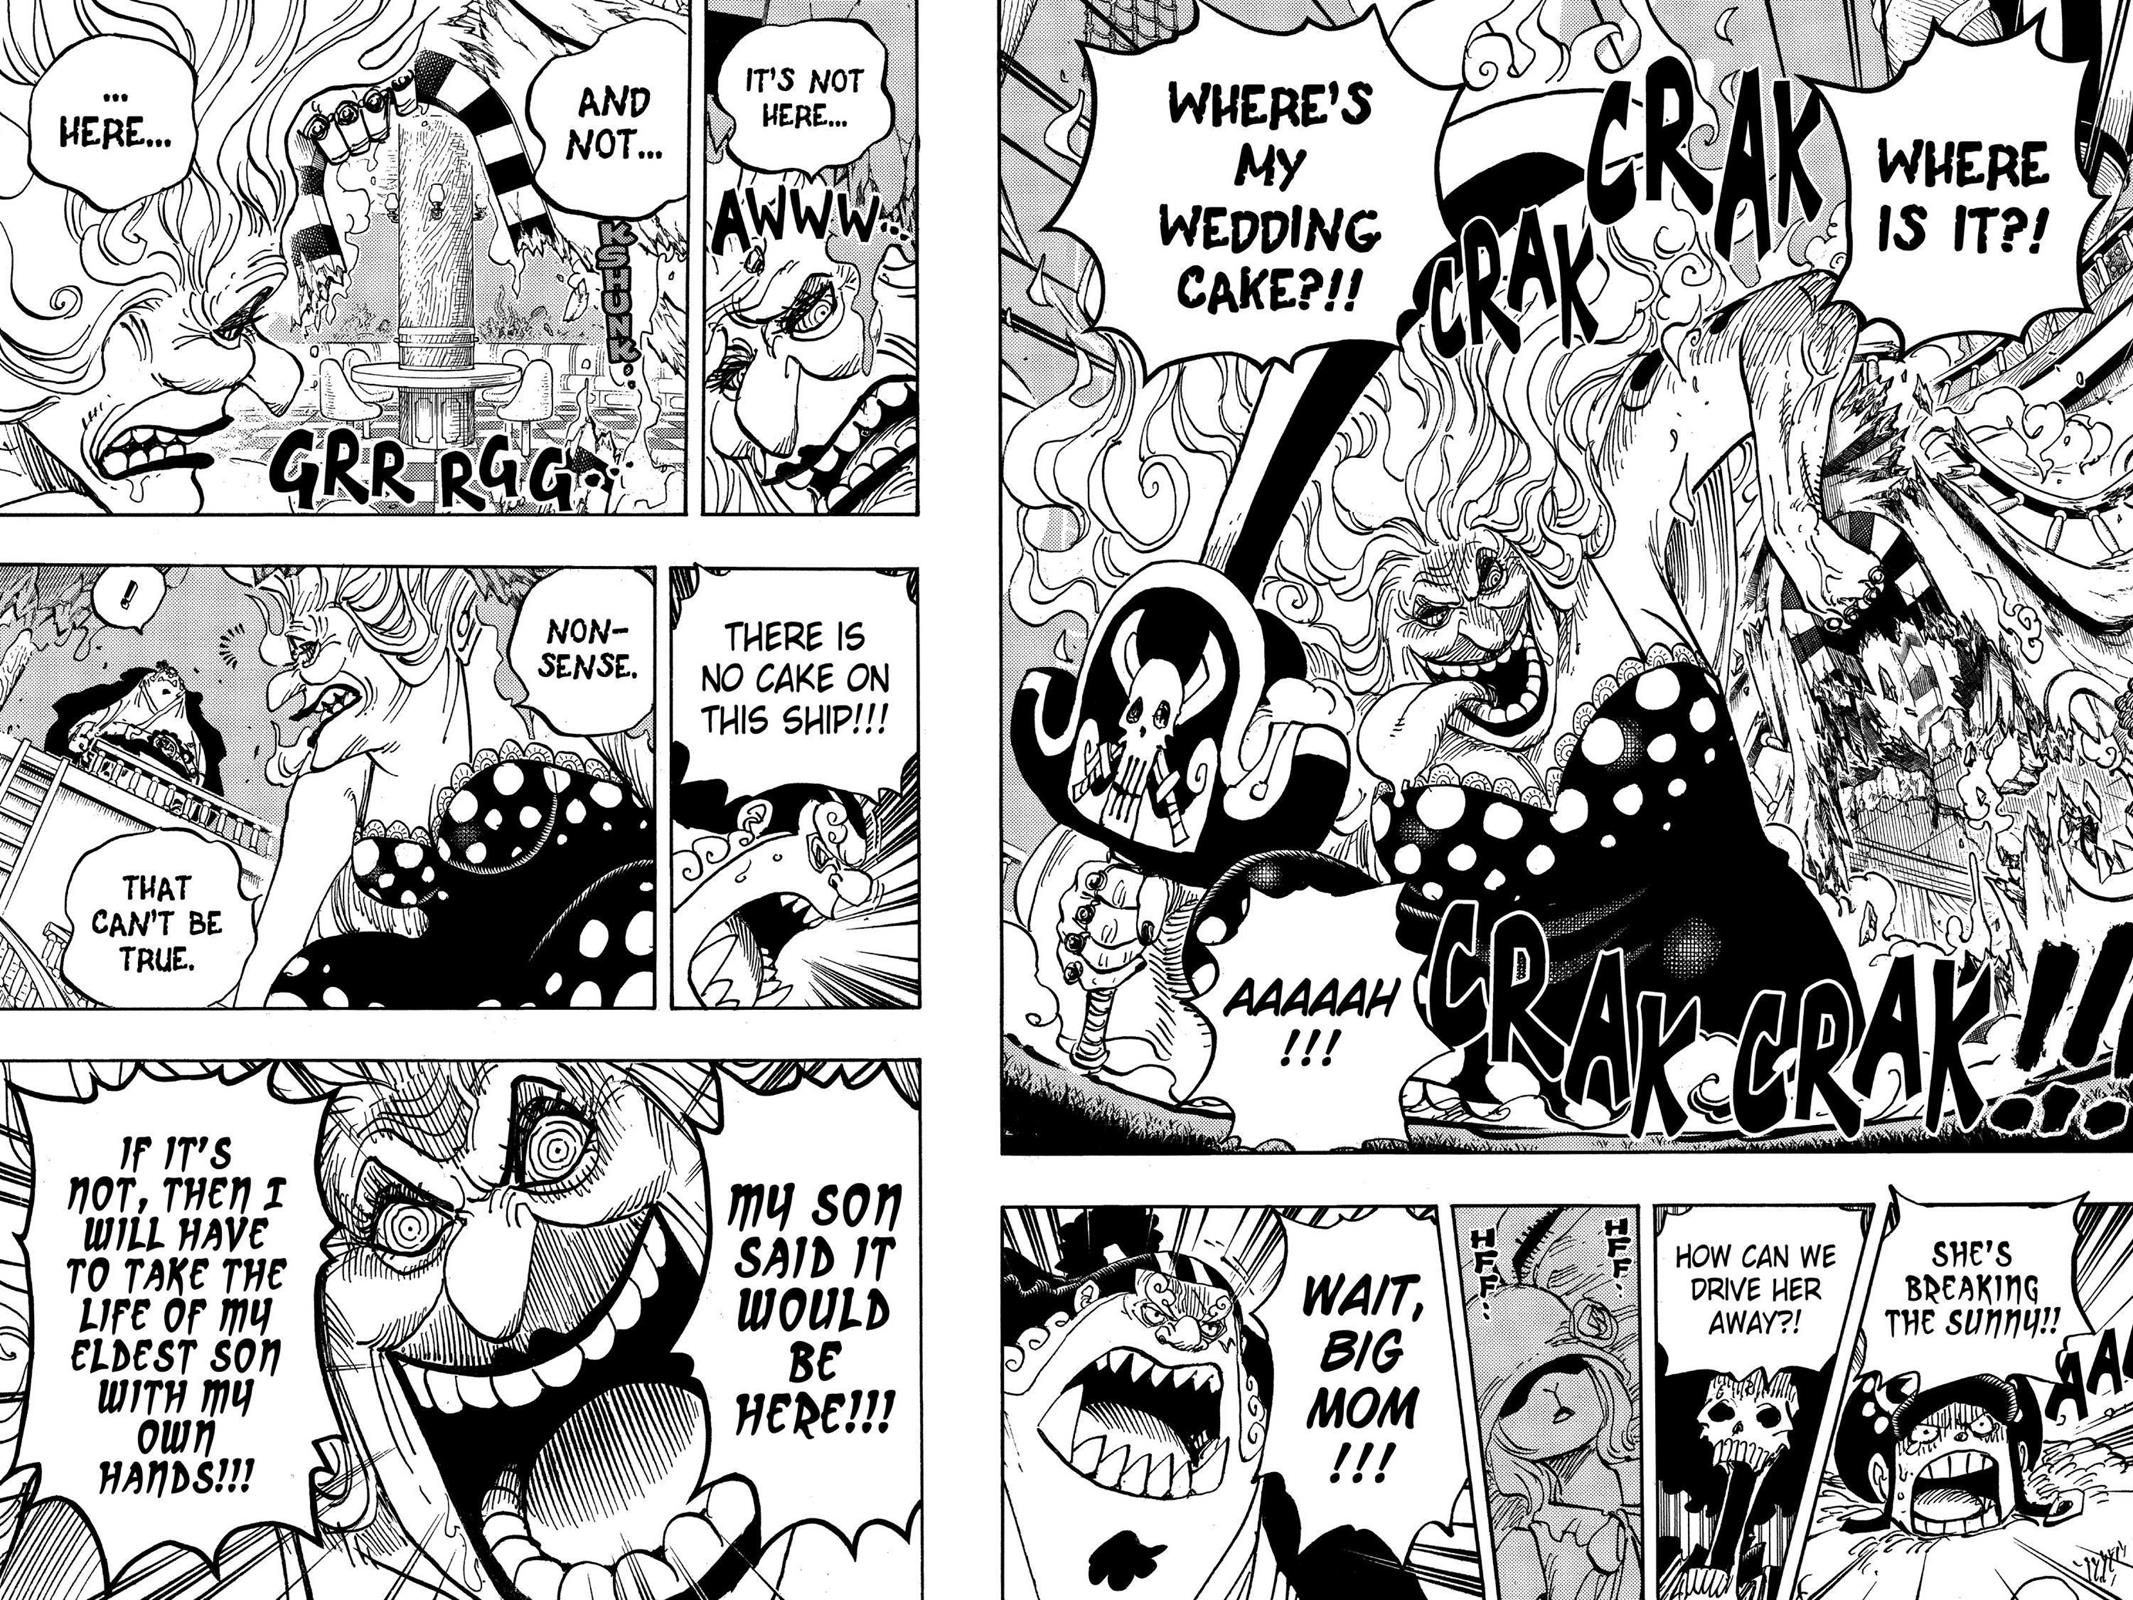 WHERE
IS IT?!
WHERE'S
MY
WEDDING
CAKE?!!
CRAK
CRAK
AAAAAH
!!!
CRAK CRAK!!!
SHE'S
BREAKING
THE SUNNY!!
AAA
HOW CAN WE
DRIVE HER
AWAY?!
HFF..
HFF..
WAIT,
BIG
MOM
!!!
IT'S NOT
HERE...
AWWW...
AND
NOT...
KSHUNK...
...
HERE...
GRR RGGG...
THERE IS
NO CAKE ON
THIS SHIP!!!
NON-
SENSE.
!
THAT
CAN'T BE
TRUE.
MY SON
SAID IT
WOULD
BE
HERE!!!
IF IT'S
NOT, THEN I
WILL HAVE
TO TAKE THE
LIFE OF MY
ELDEST SON
WITH MY
OWN
HANDS!!!